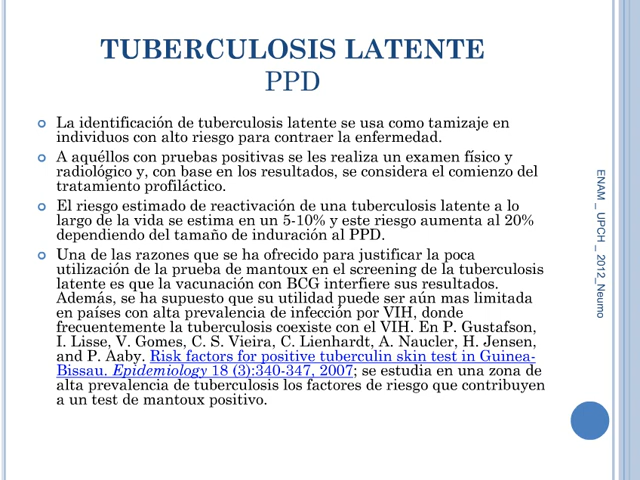 TUBERCULOSIS LATENTE
PPD
La identificación de tuberculosis latente se usa como tamizaje en
individuos con alto riesgo para contraer la enfermedad.
A aquéllos con pruebas positivas se les realiza un examen físico y
radiológico y, con base en los resultados, se considera el comienzo del
tratamiento profiláctico.
El riesgo estimado de reactivación de una tuberculosis latente a lo
largo de la vida se estima en un 5-10% y este riesgo aumenta al 20%
dependiendo del tamaño de induración al PPD.
Una de las razones que se ha ofrecido para justificar la poca
utilización de la prueba de mantoux en el screening de la tuberculosis
latente es que la vacunación con BCG interfiere sus resultados.
Además, se ha supuesto que su utilidad puede ser aún mas limitada
en países con alta prevalencia de infección por VIH, donde
frecuentemente la tuberculosis coexiste con el VIH. En P. Gustafson,
I. Lisse, V. Gomes, C. S. Vieira, C. Lienhardt, A. Naucler, H. Jensen,
and P. Aaby. Risk factors for positive tuberculin skin test in Guinea-
Bissau. Epidemiology 18 (3):340-347, 2007; se estudia en una zona de
alta prevalencia de tuberculosis los factores de riesgo que contribuyen
a un test de mantoux positivo.
ENAM _ UPCH _ 2012_Neumo